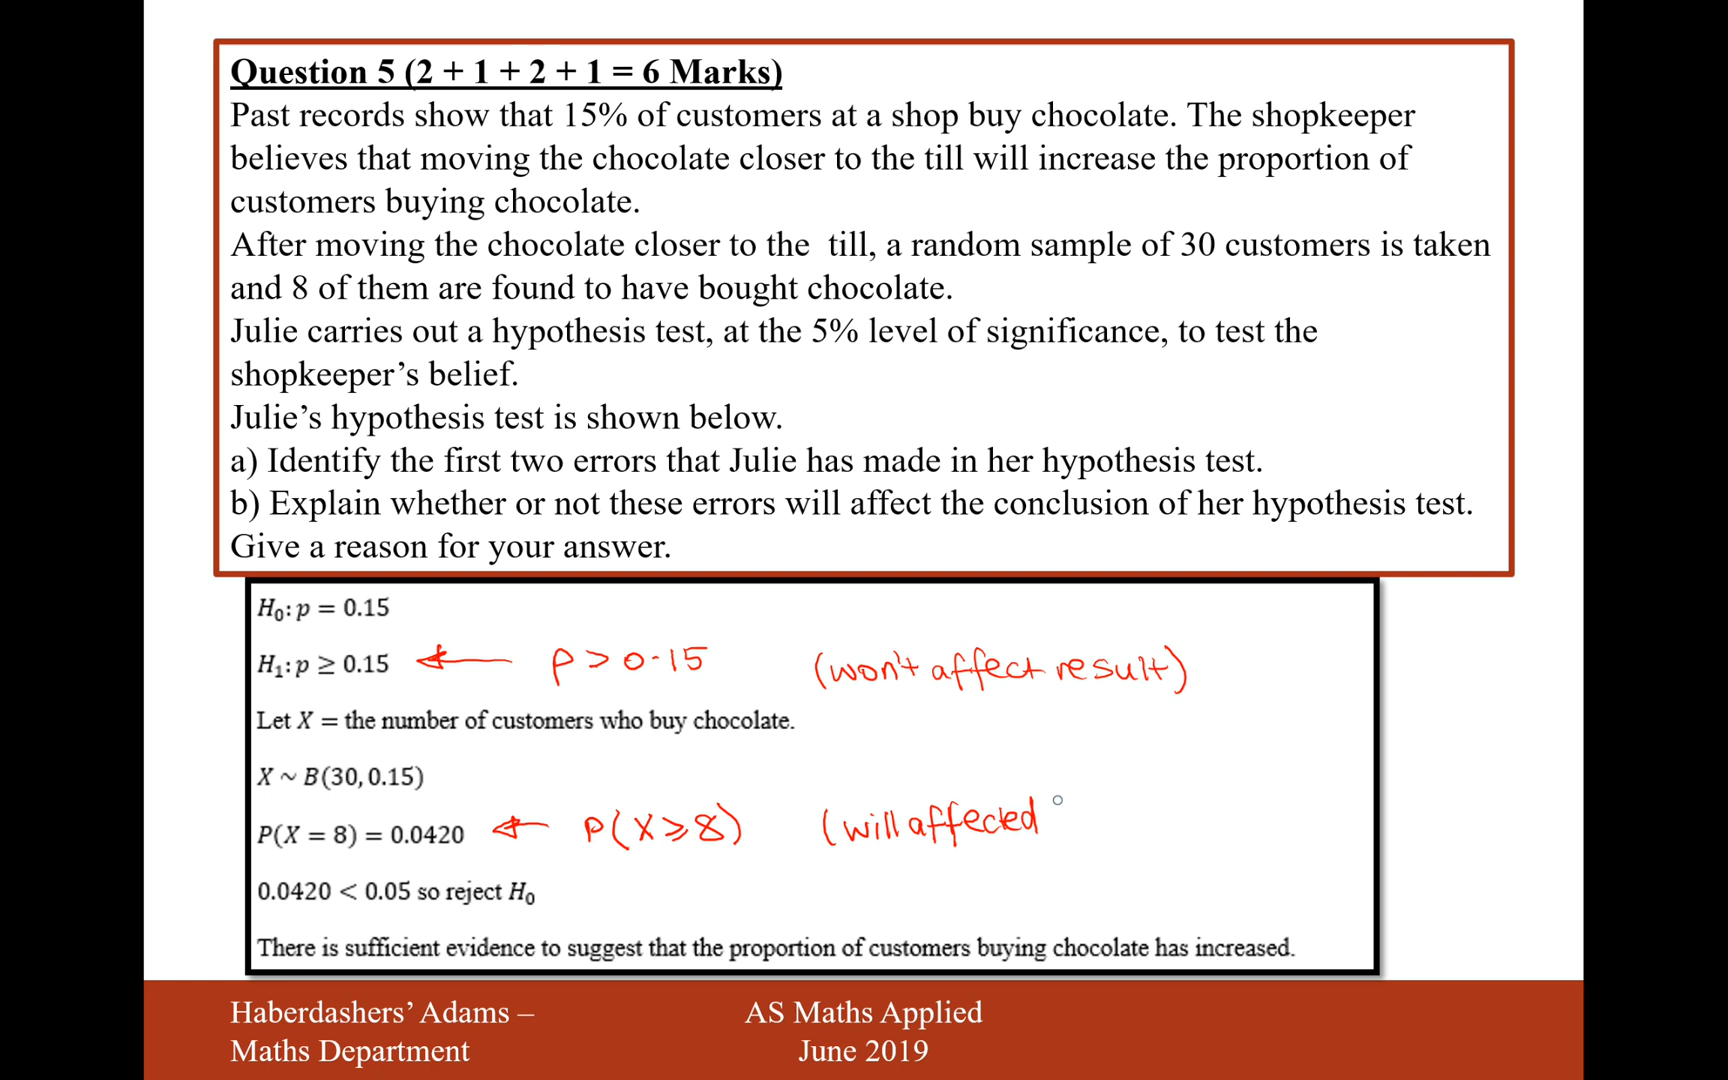 Question 5 (2 + 1 + 2 + 1 = 6 Marks)
Past records show that 15% of customers at a shop buy chocolate. The shopkeeper
believes that moving the chocolate closer to the till will increase the proportion of
customers buying chocolate.
After moving the chocolate closer to the till, a random sample of 30 customers is taken
and 8 of them are found to have bought chocolate.
Julie carries out a hypothesis test, at the 5% level of significance, to test the
shopkeeper’s belief.
Julie’s hypothesis test is shown below.
a) Identify the first two errors that Julie has made in her hypothesis test.
b) Explain whether or not these errors will affect the conclusion of her hypothesis test.
Give a reason for your answer.
H₀: p = 0.15
H₁: p ≥ 0.15 ← p > 0.15 (won't affect result)
Let X = the number of customers who buy chocolate.
X ~ B(30, 0.15)
P(X = 8) = 0.0420 ← P(X ≥ 8) (will affected
0.0420 < 0.05 so reject H₀
There is sufficient evidence to suggest that the proportion of customers buying chocolate has increased.
Haberdashers’ Adams –
Maths Department
AS Maths Applied
June 2019